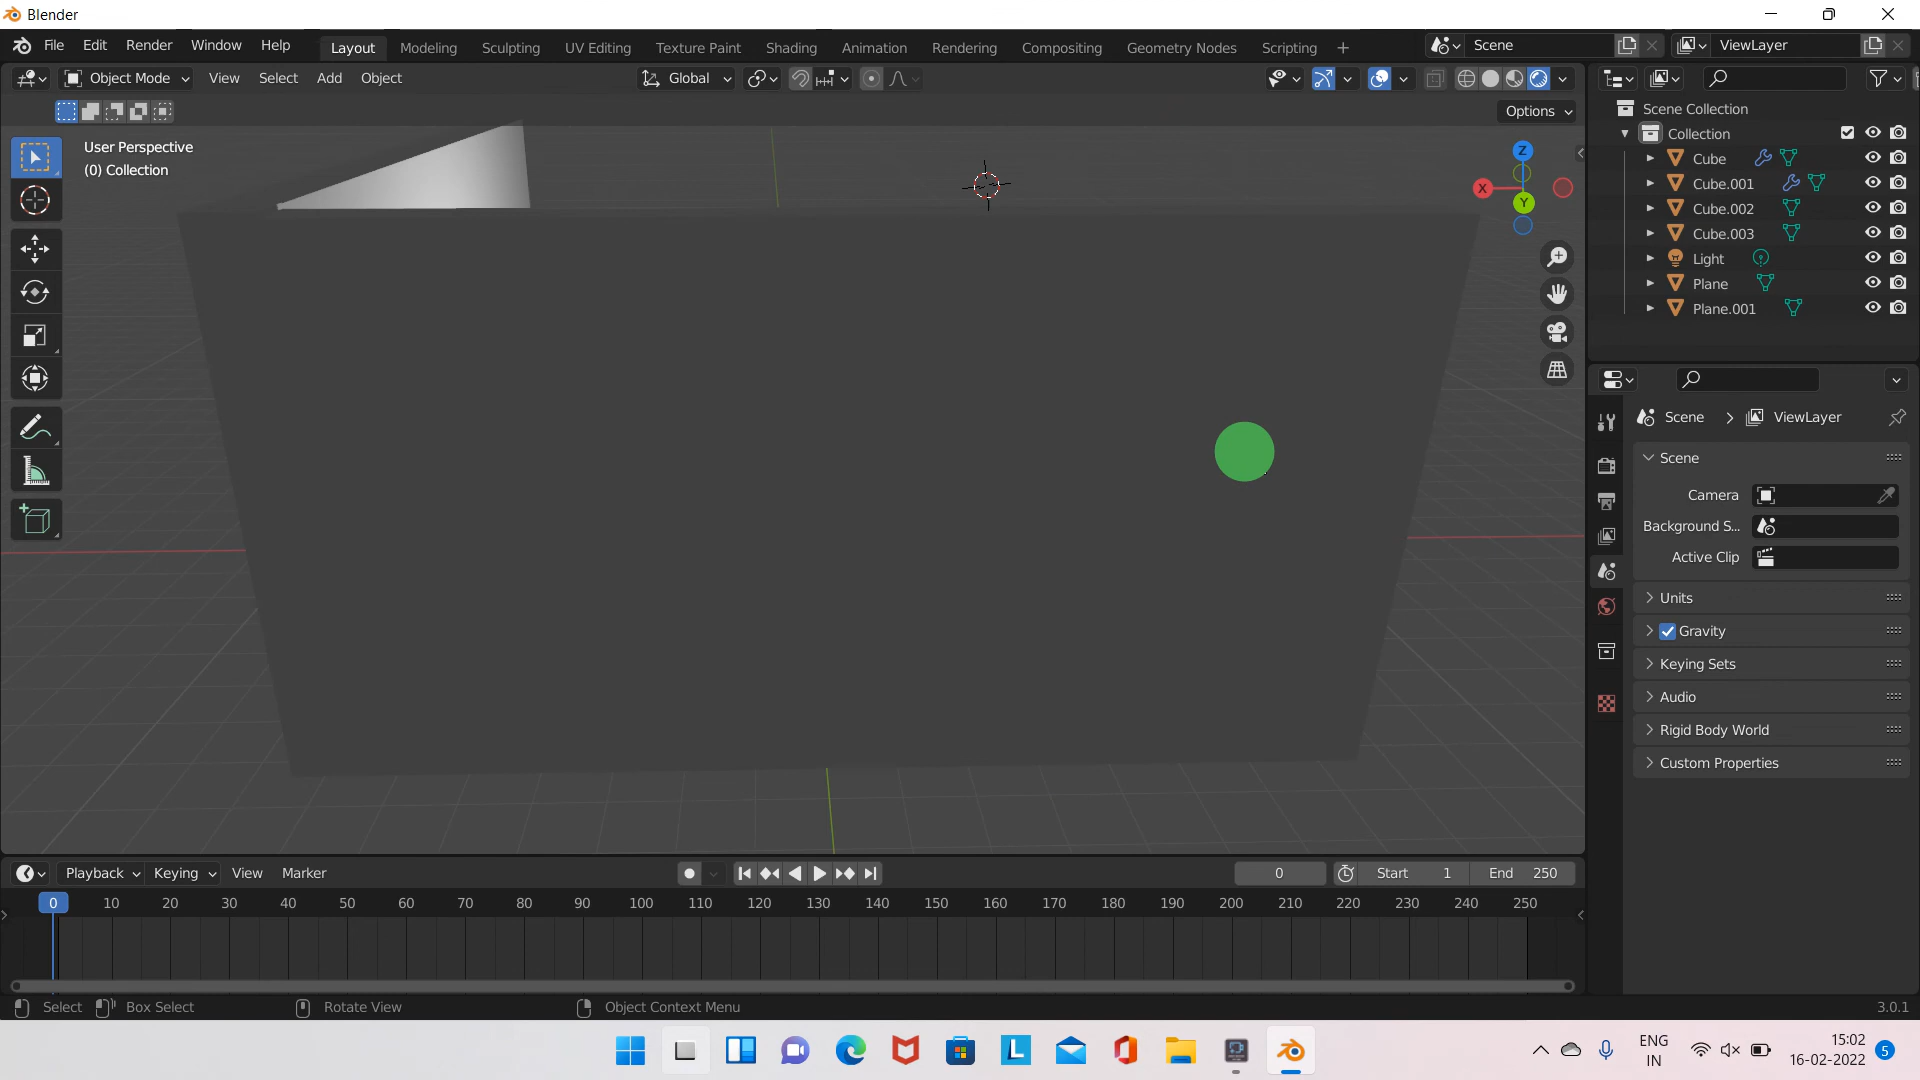 Blender
File Edit Render Window Help Layout Modeling Sculpting UV Editing Texture Paint Shading Animation Rendering Compositing Geometry Nodes Scripting + Scene ViewLayer
Object Mode View Select Add Object Global
Options
User Perspective
(0) Collection
Z
X
Y
Scene Collection
Collection
Cube
Cube.001
Cube.002
Cube.003
Light
Plane
Plane.001
Scene ViewLayer
Scene
Camera
Background S...
Active Clip
Units
Gravity
Keying Sets
Audio
Rigid Body World
Custom Properties
Playback Keying View Marker 0 Start 1 End 250
0 10 20 30 40 50 60 70 80 90 100 110 120 130 140 150 160 170 180 190 200 210 220 230 240 250
Select Box Select Rotate View Object Context Menu 3.0.1
L
ENG
IN
15:02
16-02-2022
5